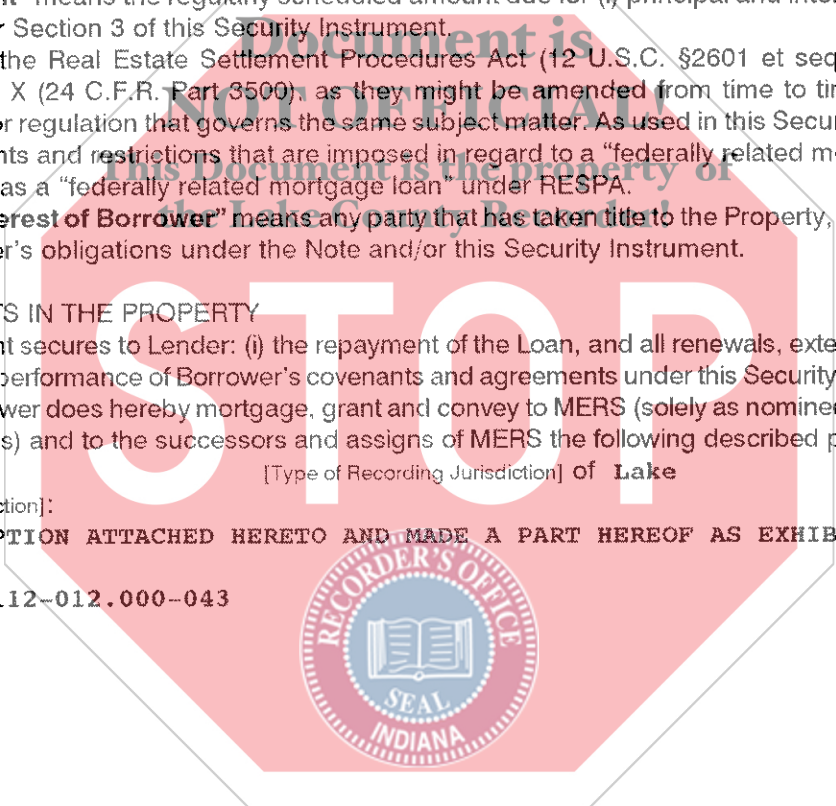 nt" means the regularly scheduled amount due for (i) principal and inte
r Section 3 of this Security Instrument.
Document is
the Real Estate Settlement Procedures Act (12 U.S.C. §2601 et seq
X (24 C.F.R. Part 3500), as they might be amended from time to tim
NOT OFFICIAL!
or regulation that governs the same subject matter. As used in this Secur
nts and restrictions that are imposed in regard to a "federally related m
This Document is the property of
as a "federally related mortgage loan" under RESPA.
erest of Borrower" means any party that has taken title to the Property,
the Lake County Recorder!
er's obligations under the Note and/or this Security Instrument.
S IN THE PROPERTY
STOP
nt secures to Lender: (i) the repayment of the Loan, and all renewals, exte
performance of Borrower's covenants and agreements under this Security
wer does hereby mortgage, grant and convey to MERS (solely as nomine
s) and to the successors and assigns of MERS the following described p
[Type of Recording Jurisdiction] of Lake
ction]:
PTION ATTACHED HERETO AND MADE A PART HEREOF AS EXHIB
112-012.000-043
RECORDER'S OFFICE
SEAL
INDIANA